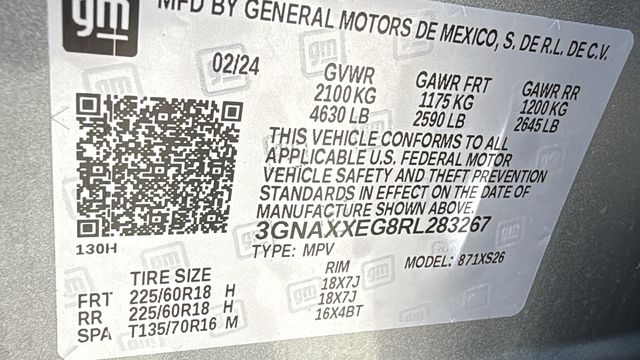 gm
MFD BY GENERAL MOTORS DE MEXICO, S. DE R.L. DE C.V.
02/24
GVWR GAWR FRT GAWR RR
2100 KG 1175 KG 1200 KG
4630 LB 2590 LB 2645 LB
THIS VEHICLE CONFORMS TO ALL
APPLICABLE U.S. FEDERAL MOTOR
VEHICLE SAFETY AND THEFT PREVENTION
STANDARDS IN EFFECT ON THE DATE OF
MANUFACTURE SHOWN ABOVE.
3GNAXXEG8RL283267
130H
TYPE: MPV MODEL: 871XS26
TIRE SIZE RIM
FRT 225/60R18 H 18X7J
RR 225/60R18 H 18X7J
SPA T135/70R16 M 16X4BT